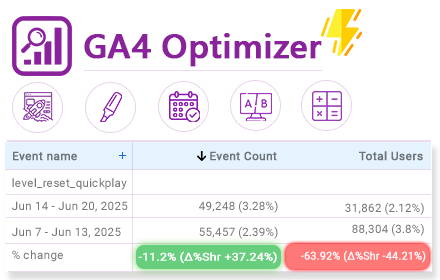 GA4 Optimizer
A B
Event name + ↓ Event Count Total Users
level_reset_quickplay
Jun 14 - Jun 20, 2025 49,248 (3.28%) 31,862 (2.12%)
Jun 7 - Jun 13, 2025 55,457 (2.39%) 88,304 (3.8%)
% change -11.2% (Δ%Shr +37.24%) -63.92% (Δ%Shr -44.21%)